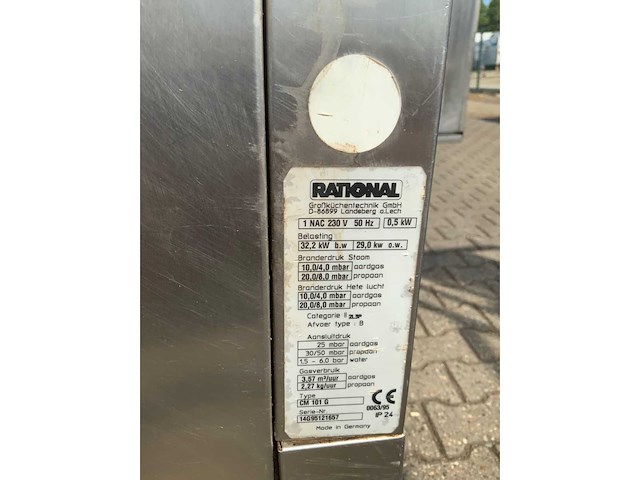 RATIONAL
Großküchentechnik GmbH
D-86899 Landsberg a.Lech
1 NAC 230 V 50 Hz 0,5 kW
Belasting
32,2 kW b.w 29,0 kw o.w.
Branderdruk Stoom
10,0/4,0 mbar aardgas
20,0/8,0 mbar propaan
Branderdruk Hete lucht
10,0/4,0 mbar aardgas
20,0/8,0 mbar propaan
Categorie II
Afvoer type : B
Aansluitdruk
25 mbar aardgas
30/50 mbar propaan
1,5 - 6,0 bar water
Gasverbruik
3,57 m³/uur aardgas
2,27 kg/uur propaan
Type
CM 101 G
CE
0063/95
Serie-Nr.
IP 24
14G95121657
Made in Germany